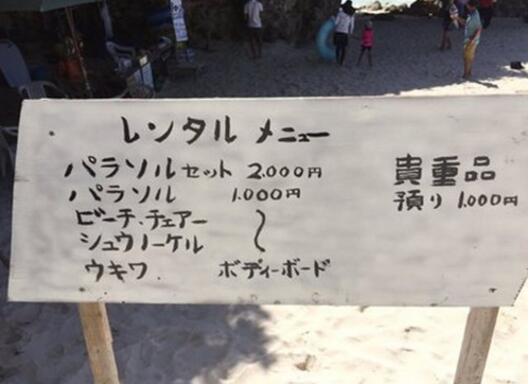 レンタル メニュー
パラソルセット 2.000円
パラソル 1.000円
ビーチ.チェアー
シュウノーケル
ウキワ. ボディーボード
貴重品
預り 1.000円